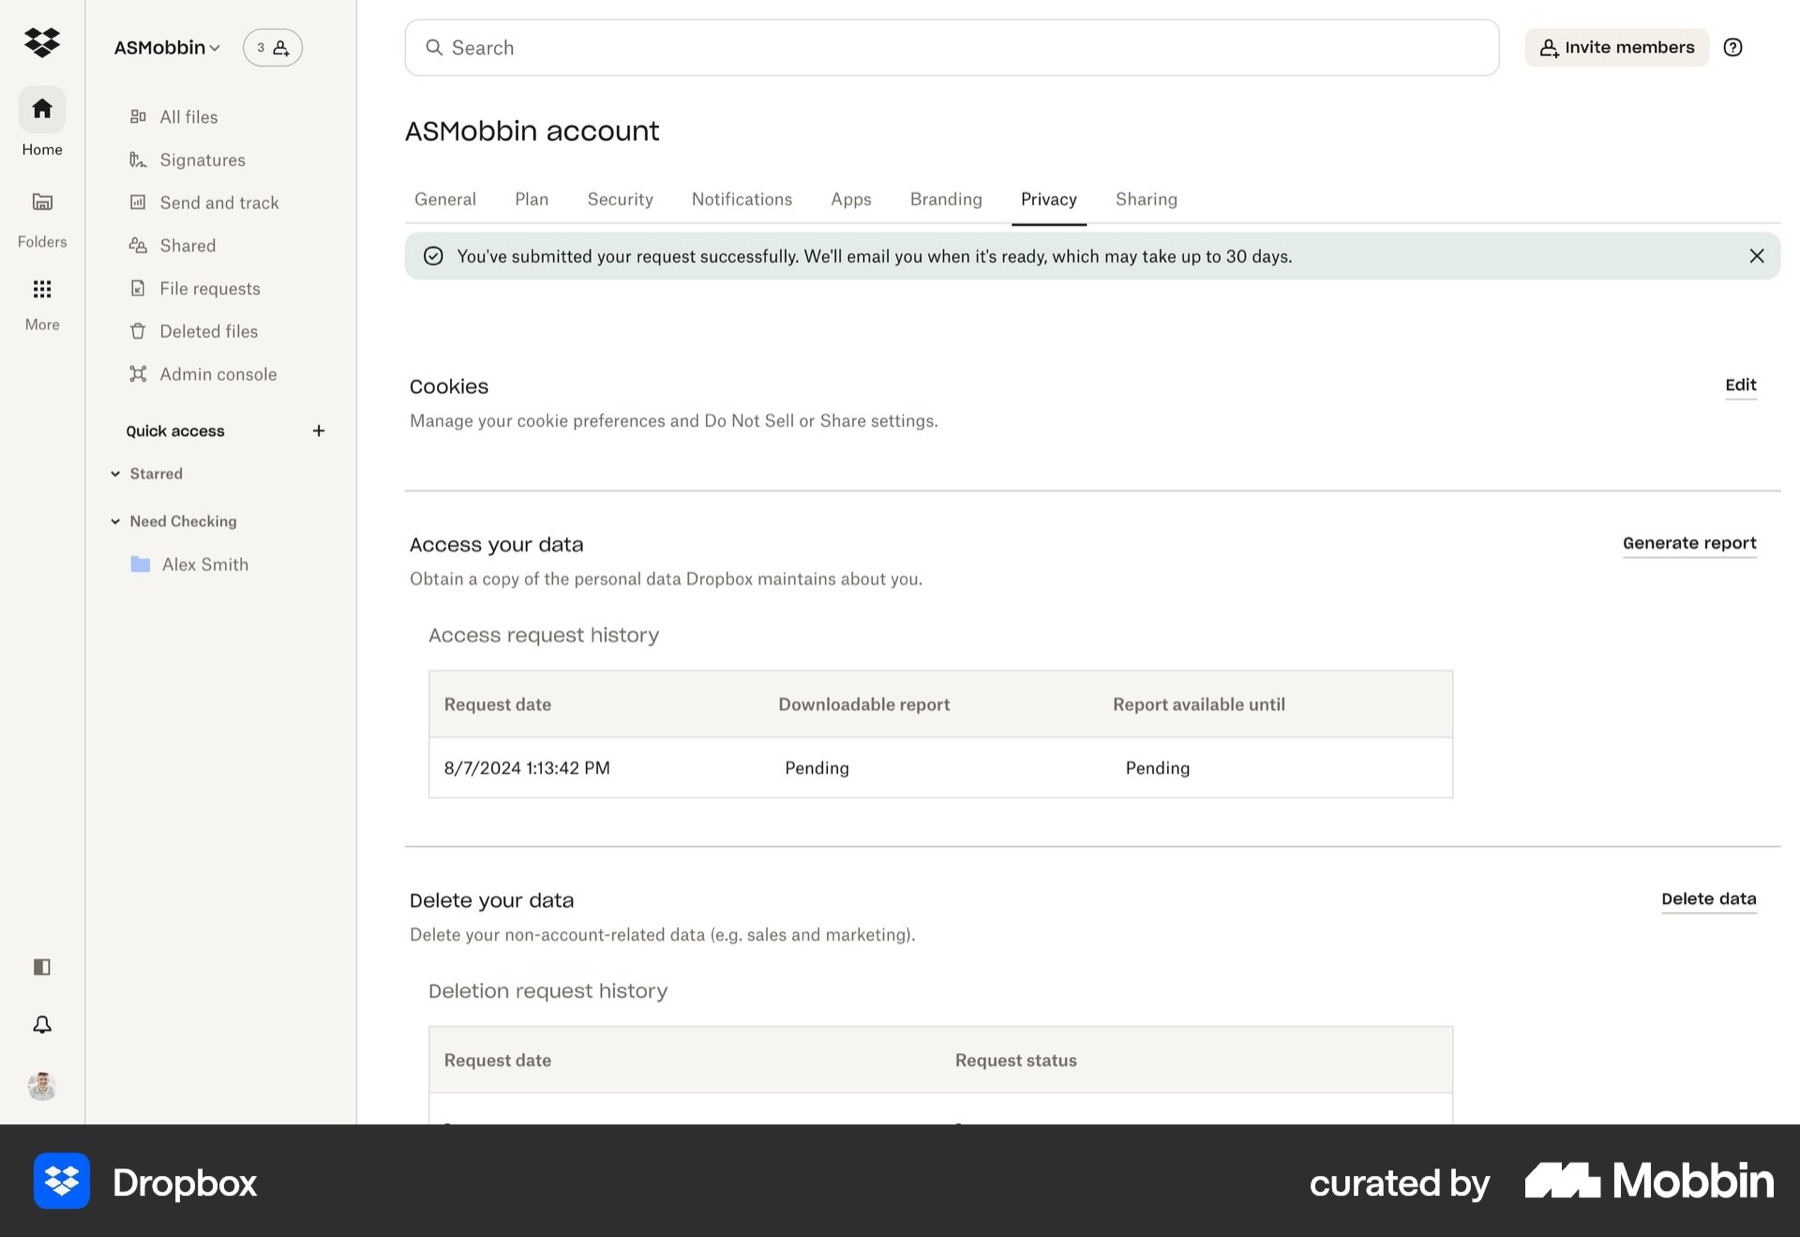 ASMobbin
3
Home
Folders
More
All files
Signatures
Send and track
Shared
File requests
Deleted files
Admin console
Quick access
Starred
Need Checking
Alex Smith
Search
Invite members
ASMobbin account
General Plan Security Notifications Apps Branding Privacy Sharing
You've submitted your request successfully. We'll email you when it's ready, which may take up to 30 days.
Cookies
Edit
Manage your cookie preferences and Do Not Sell or Share settings.
Access your data
Generate report
Obtain a copy of the personal data Dropbox maintains about you.
Access request history
Request date Downloadable report Report available until
8/7/2024 1:13:42 PM Pending Pending
Delete your data
Delete data
Delete your non-account-related data (e.g. sales and marketing).
Deletion request history
Request date Request status
Dropbox
curated by Mobbin